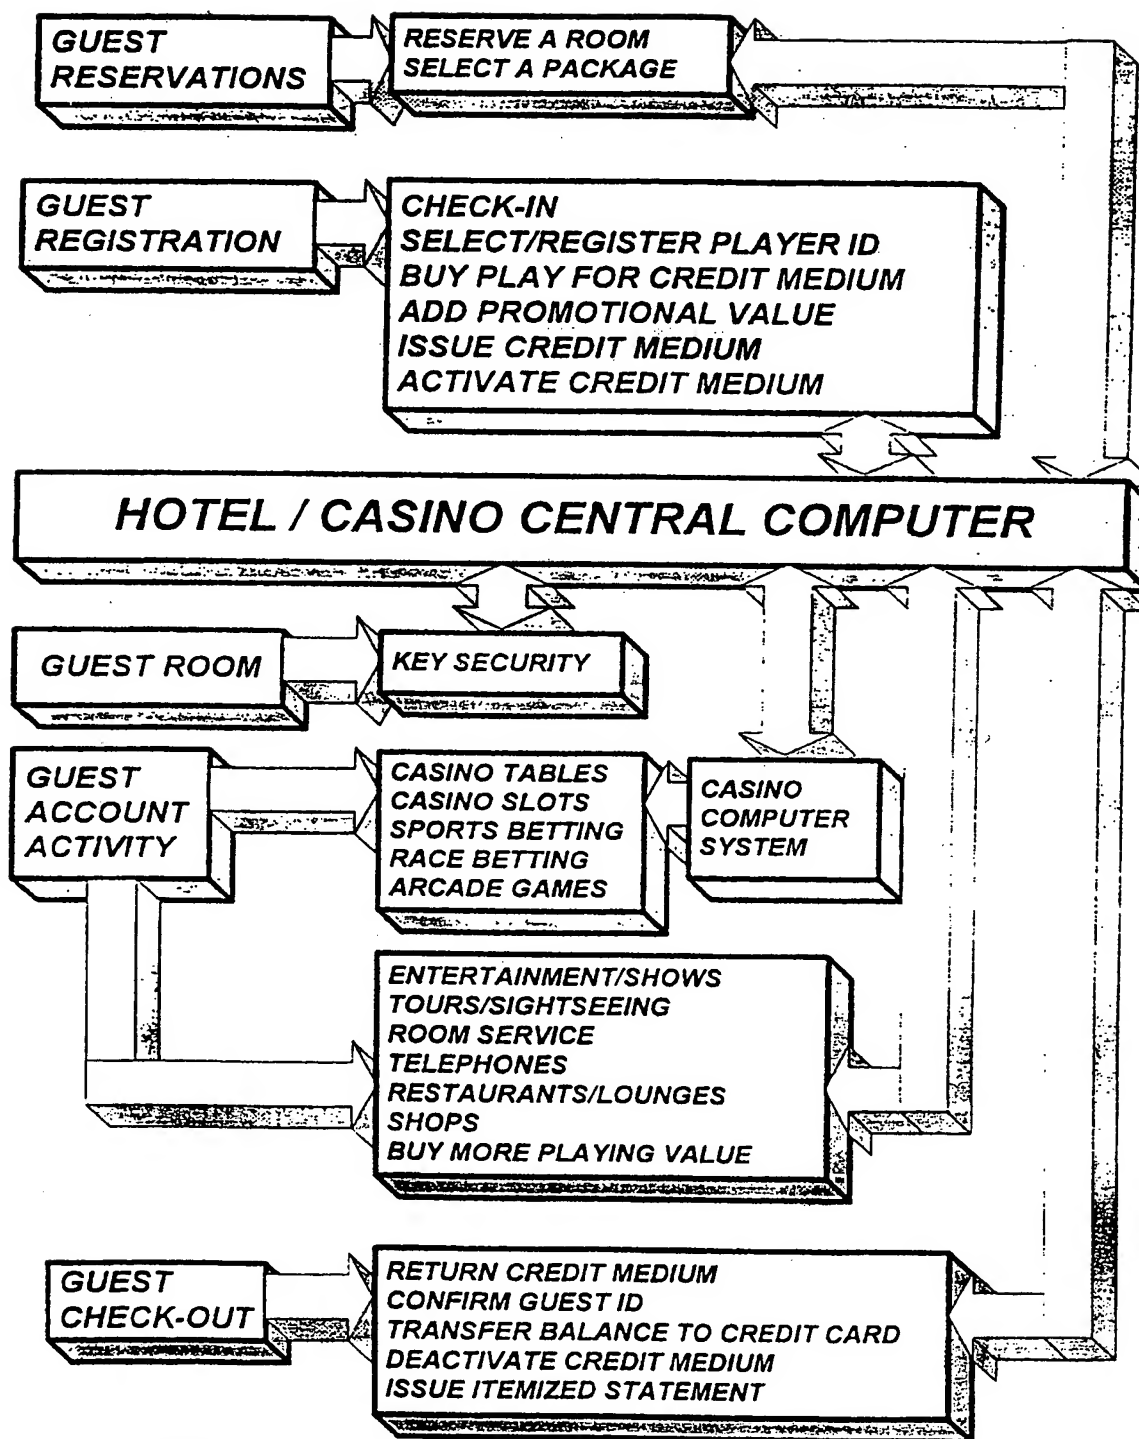 GUEST
RESERVATIONS
RESERVE A ROOM
SELECT A PACKAGE
GUEST
REGISTRATION
CHECK-IN
SELECT/REGISTER PLAYER ID
BUY PLAY FOR CREDIT MEDIUM
ADD PROMOTIONAL VALUE
ISSUE CREDIT MEDIUM
ACTIVATE CREDIT MEDIUM
HOTEL / CASINO CENTRAL COMPUTER
GUEST ROOM
KEY SECURITY
GUEST
ACCOUNT
ACTIVITY
CASINO TABLES
CASINO SLOTS
SPORTS BETTING
RACE BETTING
ARCADE GAMES
CASINO
COMPUTER
SYSTEM
ENTERTAINMENT/SHOWS
TOURS/SIGHTSEEING
ROOM SERVICE
TELEPHONES
RESTAURANTS/LOUNGES
SHOPS
BUY MORE PLAYING VALUE
GUEST
CHECK-OUT
RETURN CREDIT MEDIUM
CONFIRM GUEST ID
TRANSFER BALANCE TO CREDIT CARD
DEACTIVATE CREDIT MEDIUM
ISSUE ITEMIZED STATEMENT